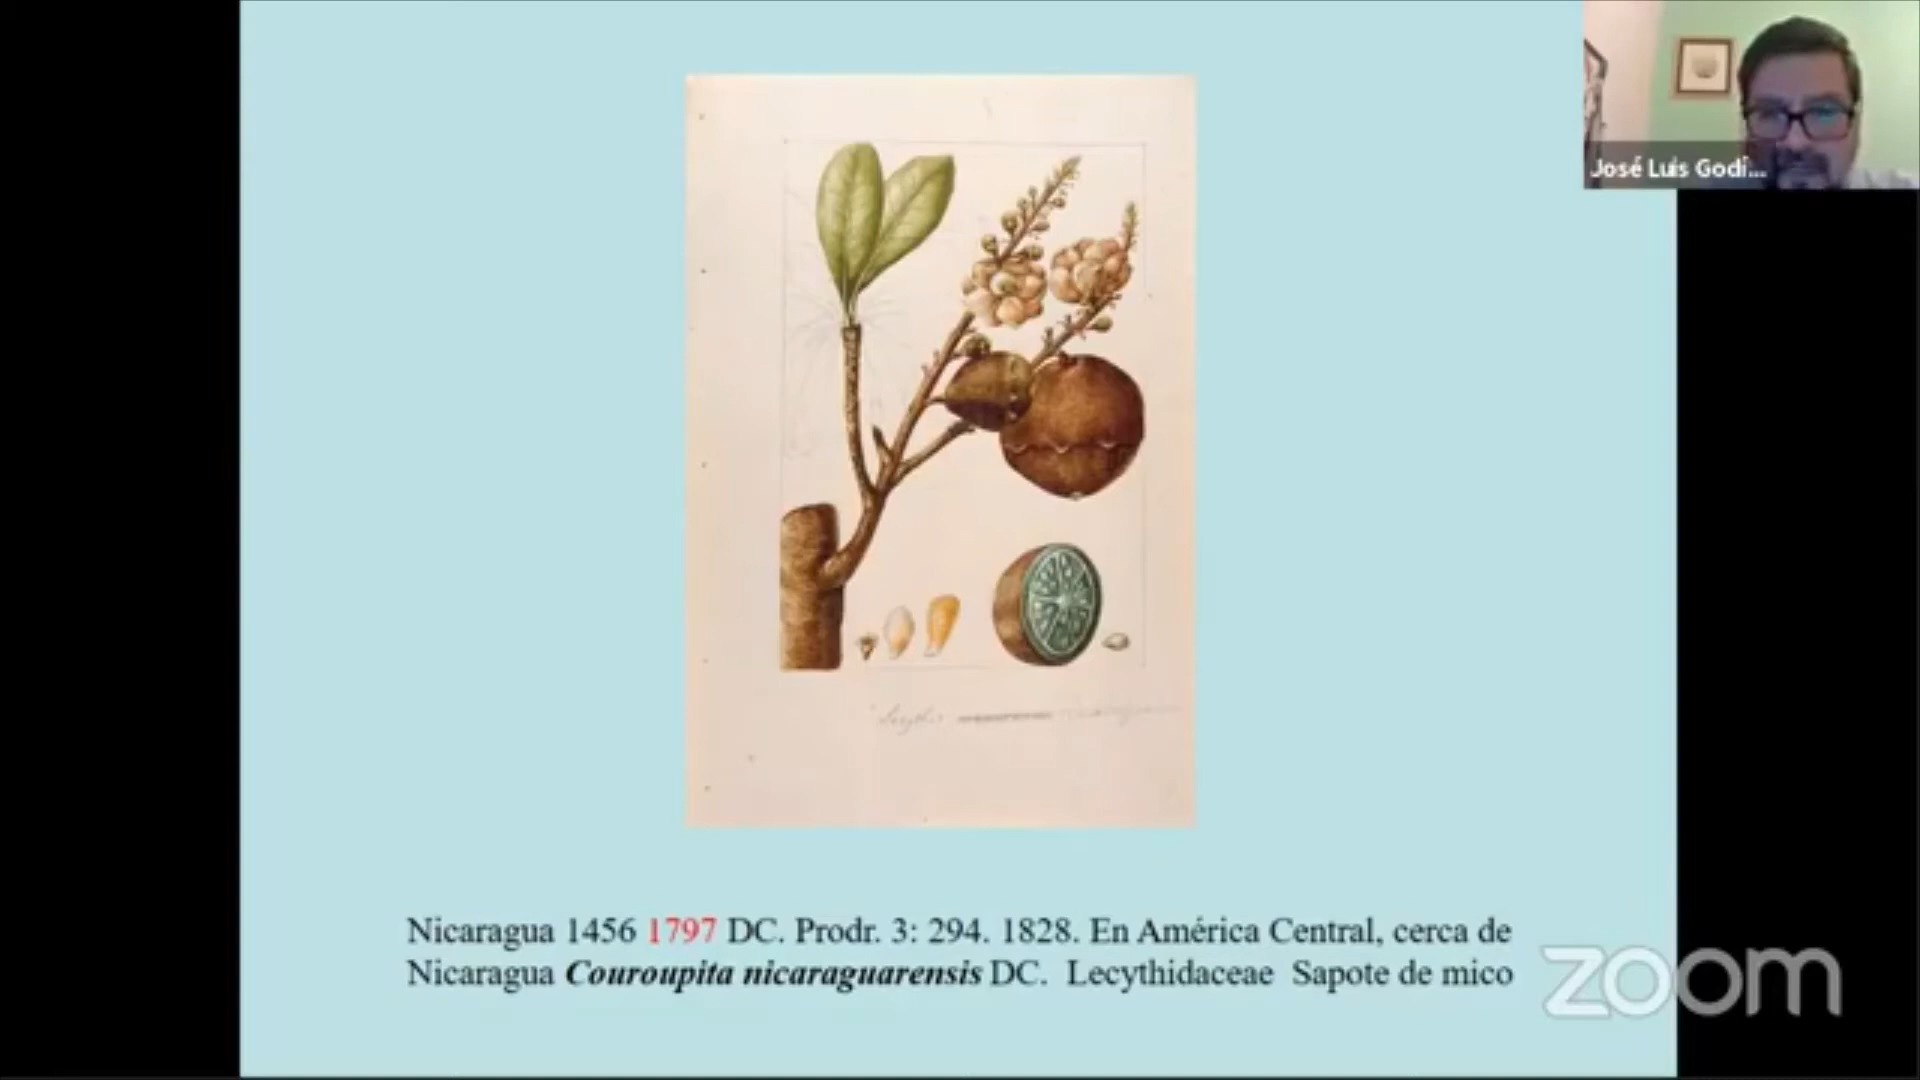 José Luis Godí...
Nicaragua 1456 1797 DC. Prodr. 3: 294. 1828. En América Central, cerca de
Nicaragua Couroupita nicaraguarensis DC. Lecythidaceae Sapote de mico
zoom